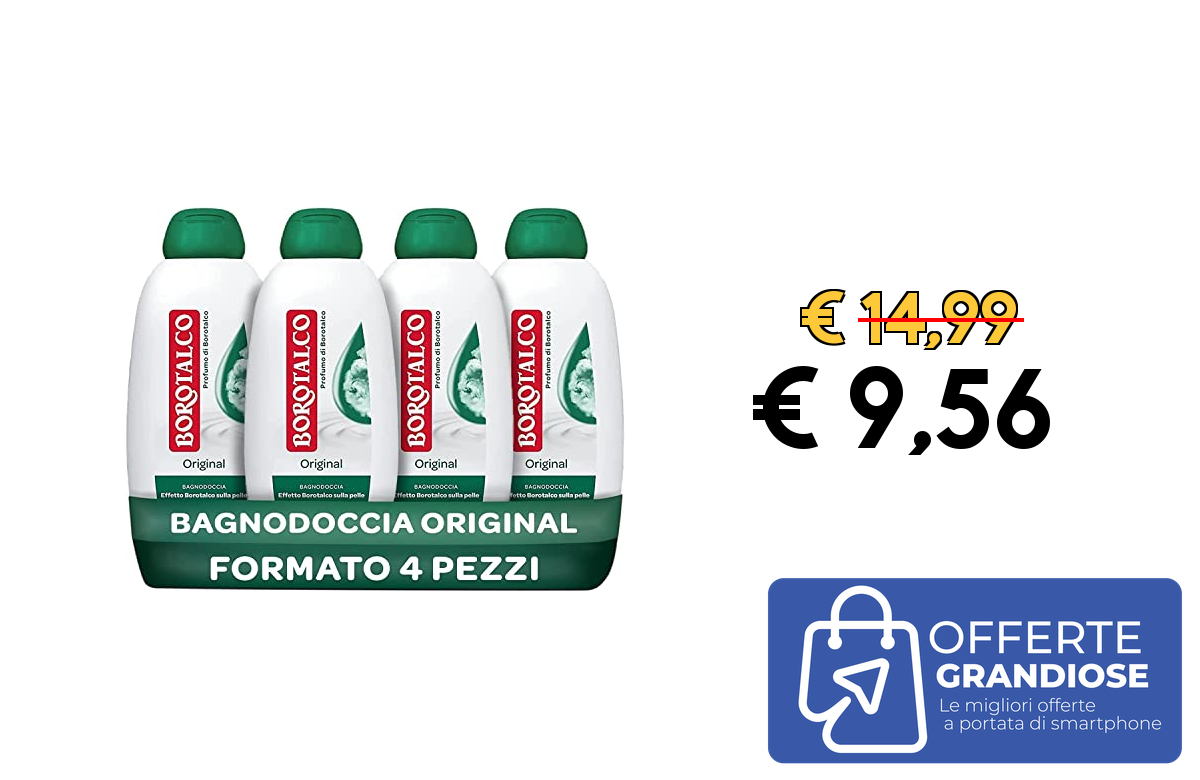 BOROTALCO
Profumo di Borotalco
Original
BAGNODOCCIA
Effetto Borotalco sulla pelle
BOROTALCO
Profumo di Borotalco
Original
BAGNODOCCIA
Effetto Borotalco sulla pelle
BOROTALCO
Profumo di Borotalco
Original
BAGNODOCCIA
Effetto Borotalco sulla pelle
BOROTALCO
Profumo di Borotalco
Original
BAGNODOCCIA
Effetto Borotalco sulla pelle
BAGNODOCCIA ORIGINAL
FORMATO 4 PEZZI
€ 14,99
€ 9,56
OFFERTE
GRANDIOSE
Le migliori offerte
a portata di smartphone